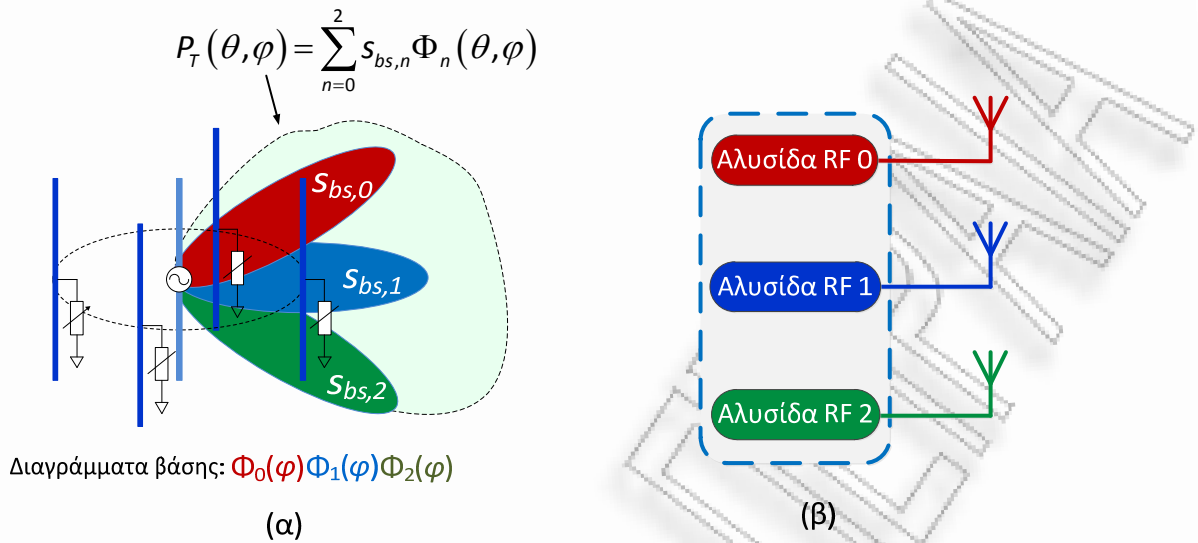 P_T(θ,φ) = ∑_{n=0}^{2} s_{bs,n} Φ_n(θ,φ)
s_{bs,0}
s_{bs,1}
s_{bs,2}
Διαγράμματα βάσης: Φ₀(φ) Φ₁(φ) Φ₂(φ)
(α)
Αλυσίδα RF 0
Αλυσίδα RF 1
Αλυσίδα RF 2
(β)